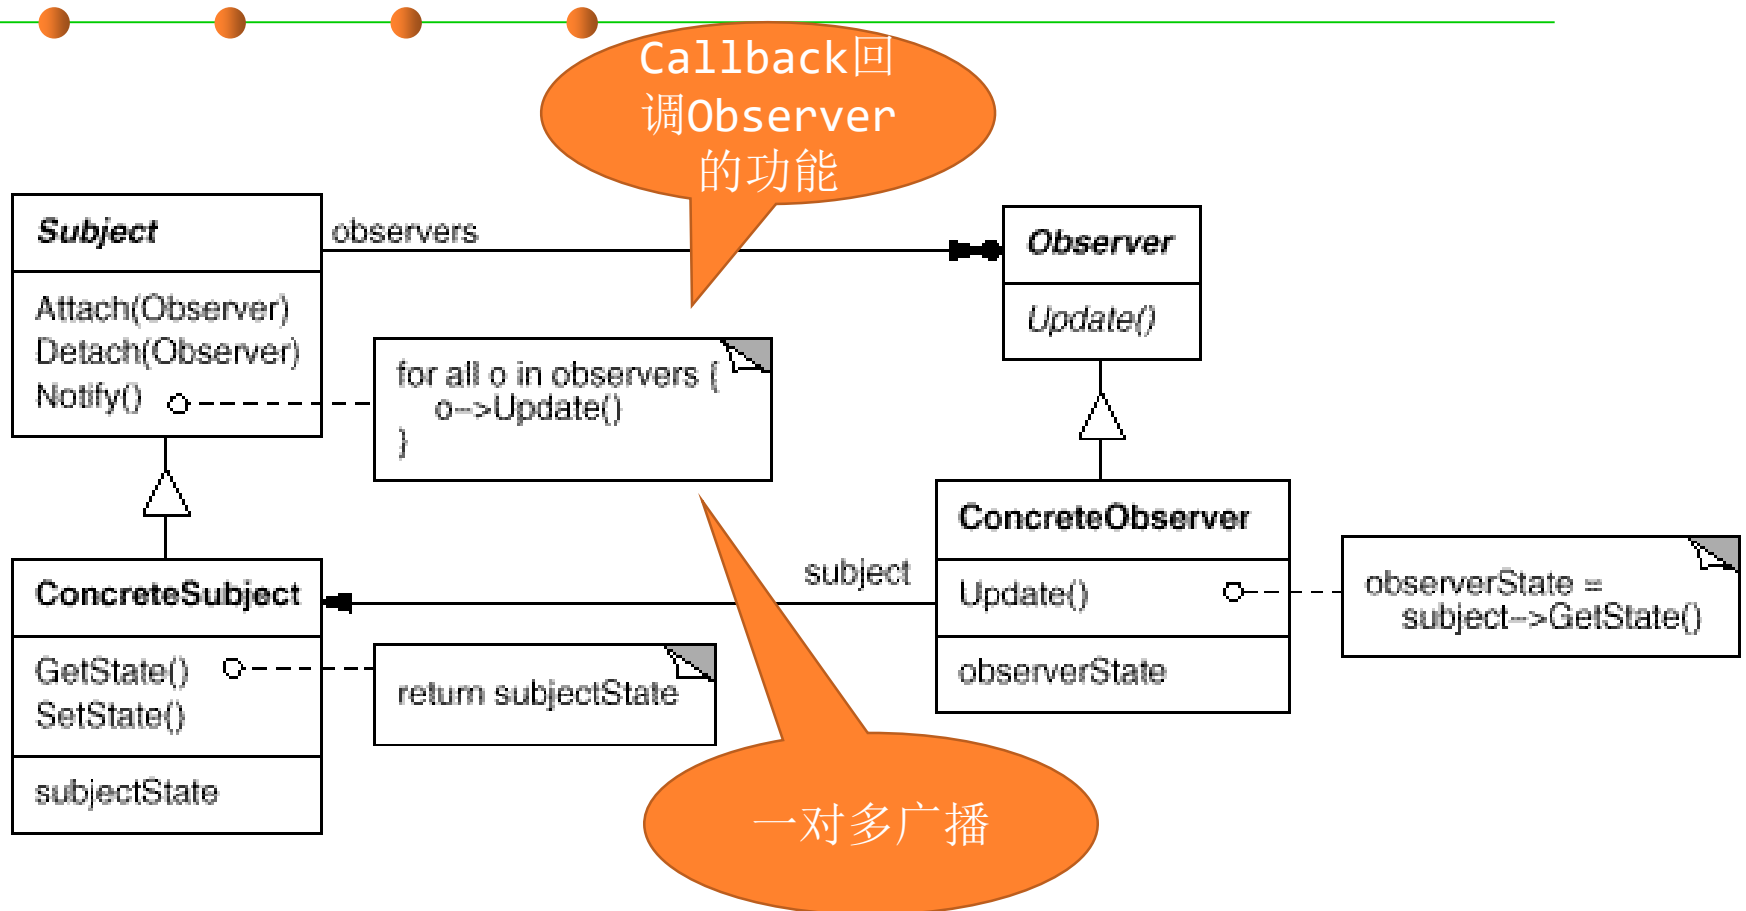 Callback回
调Observer
的功能
Subject
Attach(Observer)
Detach(Observer)
Notify()
observers
Observer
Update()
for all o in observers {
o-->Update()
}
ConcreteSubject
GetState()
SetState()
subjectState
return subjectState
subject
ConcreteObserver
Update()
observerState
observerState =
subject-->GetState()
一对多广播